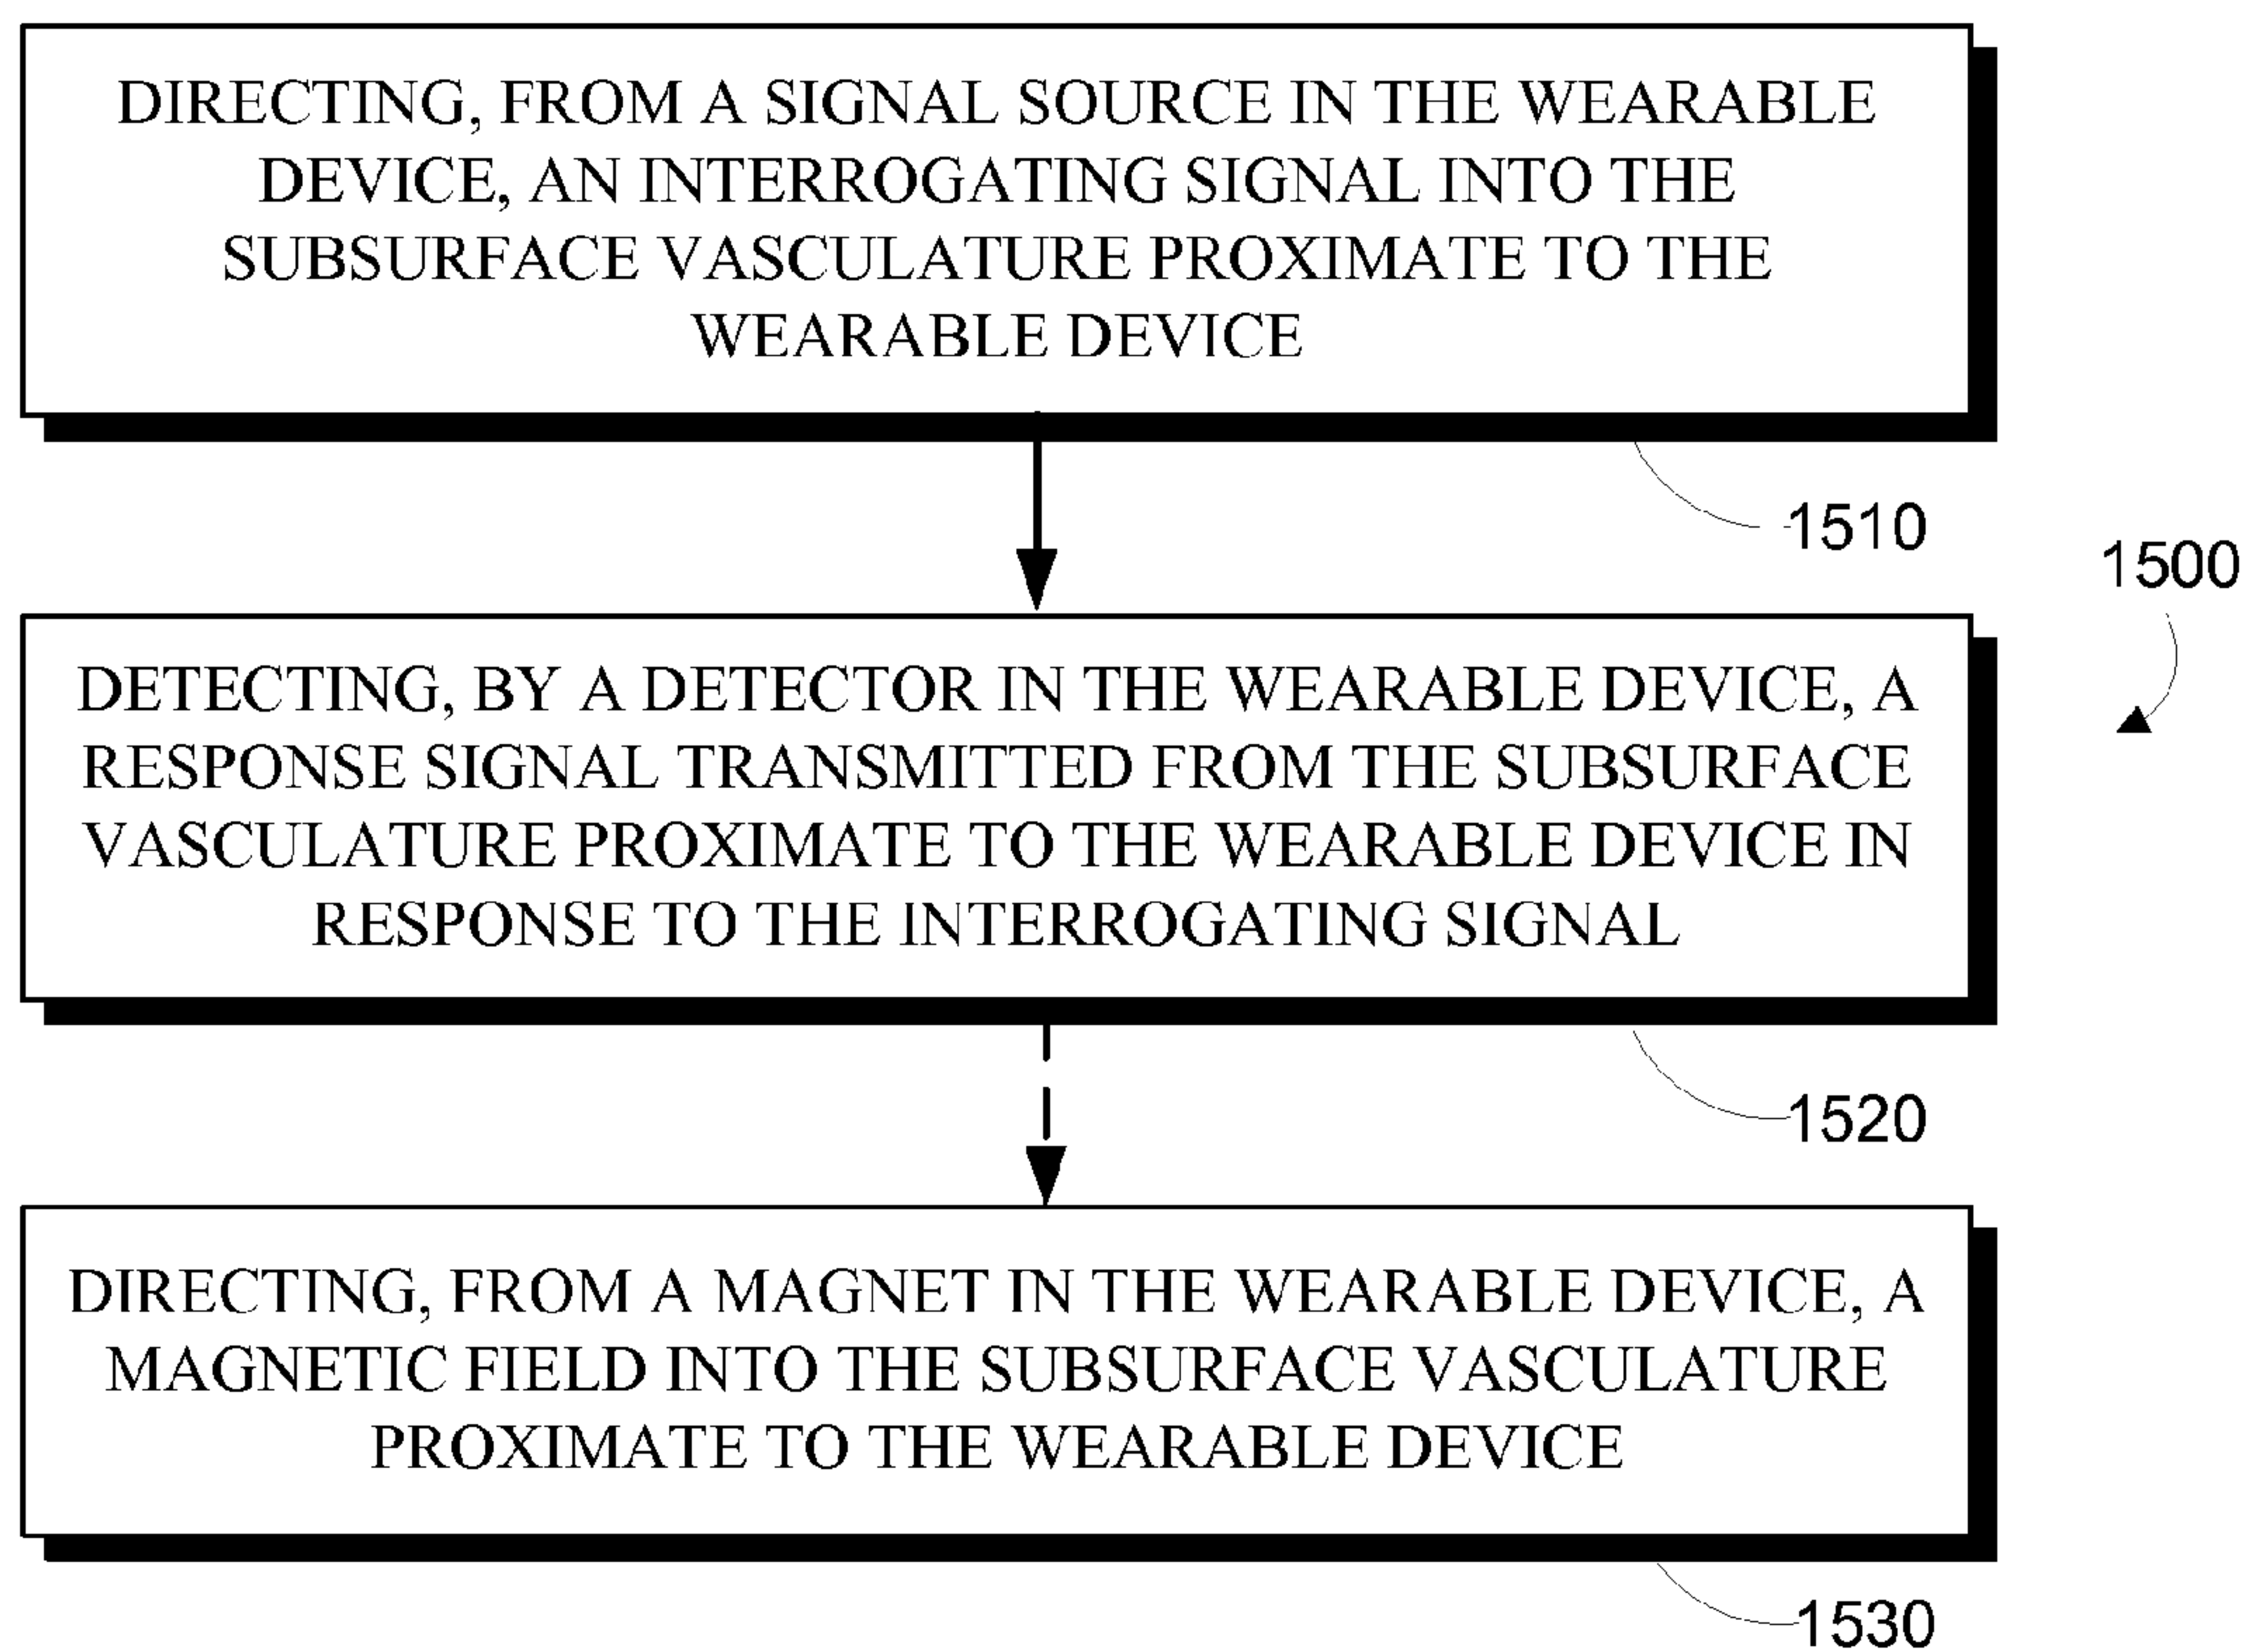 DIRECTING, FROM A SIGNAL SOURCE IN THE WEARABLE
DEVICE, AN INTERROGATING SIGNAL INTO THE
SUBSURFACE VASCULATURE PROXIMATE TO THE
WEARABLE DEVICE
1510
1500
DETECTING, BY A DETECTOR IN THE WEARABLE DEVICE, A
RESPONSE SIGNAL TRANSMITTED FROM THE SUBSURFACE
VASCULATURE PROXIMATE TO THE WEARABLE DEVICE IN
RESPONSE TO THE INTERROGATING SIGNAL
1520
DIRECTING, FROM A MAGNET IN THE WEARABLE DEVICE, A
MAGNETIC FIELD INTO THE SUBSURFACE VASCULATURE
PROXIMATE TO THE WEARABLE DEVICE
1530